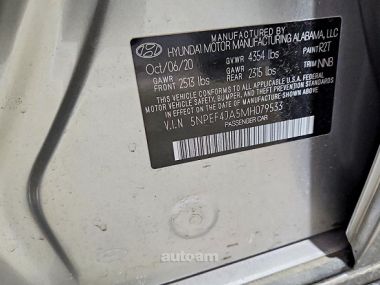 MANUFACTURED BY
HYUNDAI MOTOR MANUFACTURING ALABAMA, LLC
Oct/06/20 GVWR 4354 lbs PAINT R2T
GAWR FRONT 2513 lbs GAWR REAR 2315 lbs TRIM NNB
THIS VEHICLE CONFORMS TO ALL APPLICABLE U.S.A FEDERAL
MOTOR VEHICLE SAFETY, BUMPER, AND THEFT PREVENTION STANDARDS
IN EFFECT ON THE DATE OF MANUFACTURE SHOWN ABOVE.
V.I.N 5NPEF4JA5MH079533
PASSENGER CAR
autoam